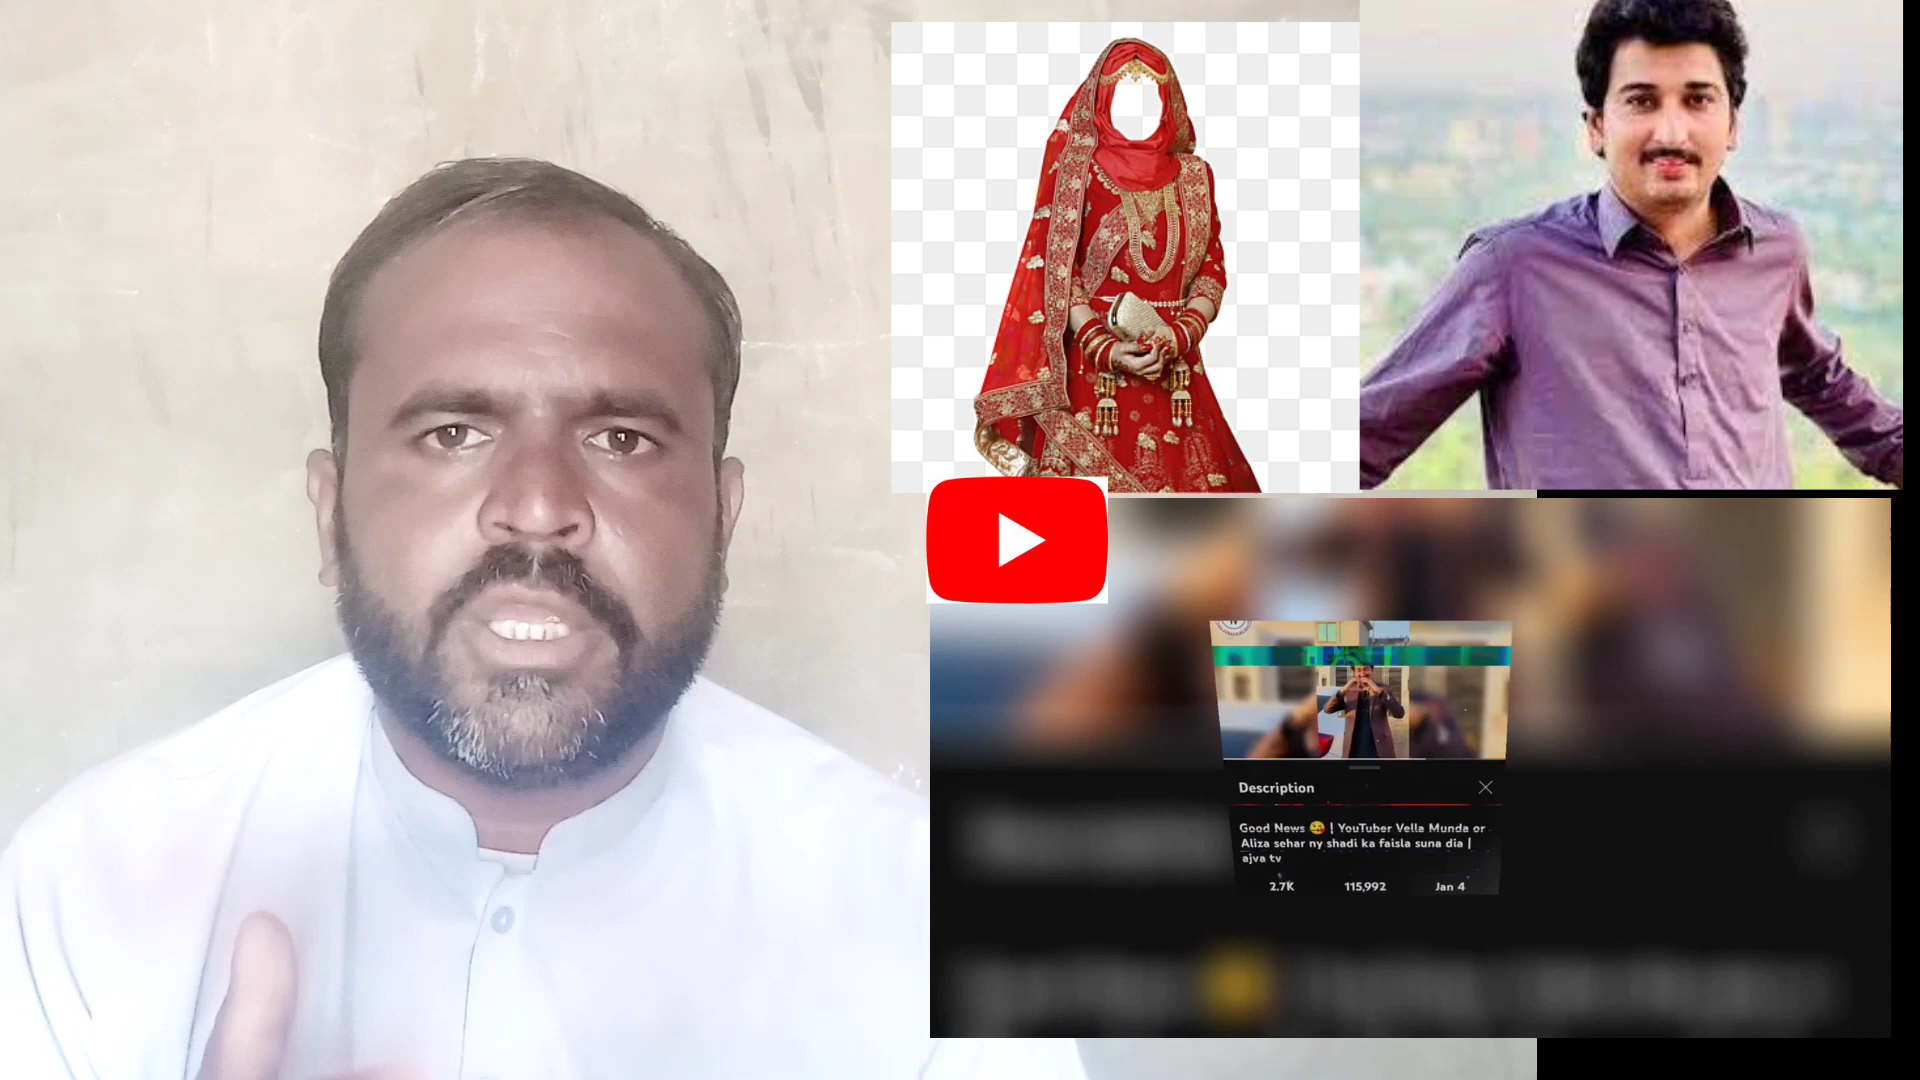 Description
Good News 😘 | YouTuber Vella Munda or
Aliza sehar ny shadi ka faisla suna dia |
ajva tv
2.7K 115,992 Jan 4